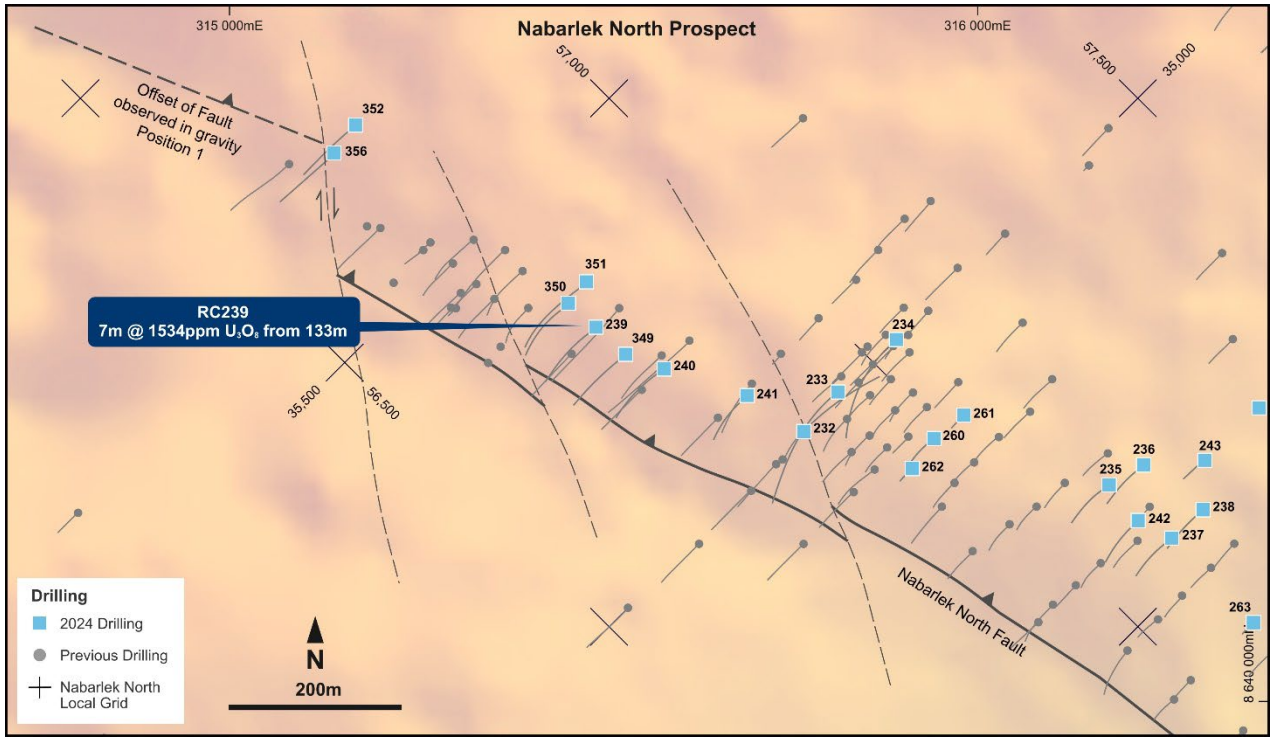 315 000mE
Nabarlek North Prospect
316 000mE
57,000
57,500
35,000
Offset of Fault
observed in gravity
Position 1
352
356
351
350
239
349
240
241
RC239
7m @ 1534ppm U₃O₈ from 133m
35,500
56,500
234
233
232
261
260
262
236
235
243
242
238
237
263
Nabarlek North Fault
8 640 000mN
Drilling
2024 Drilling
Previous Drilling
Nabarlek North
Local Grid
N
200m